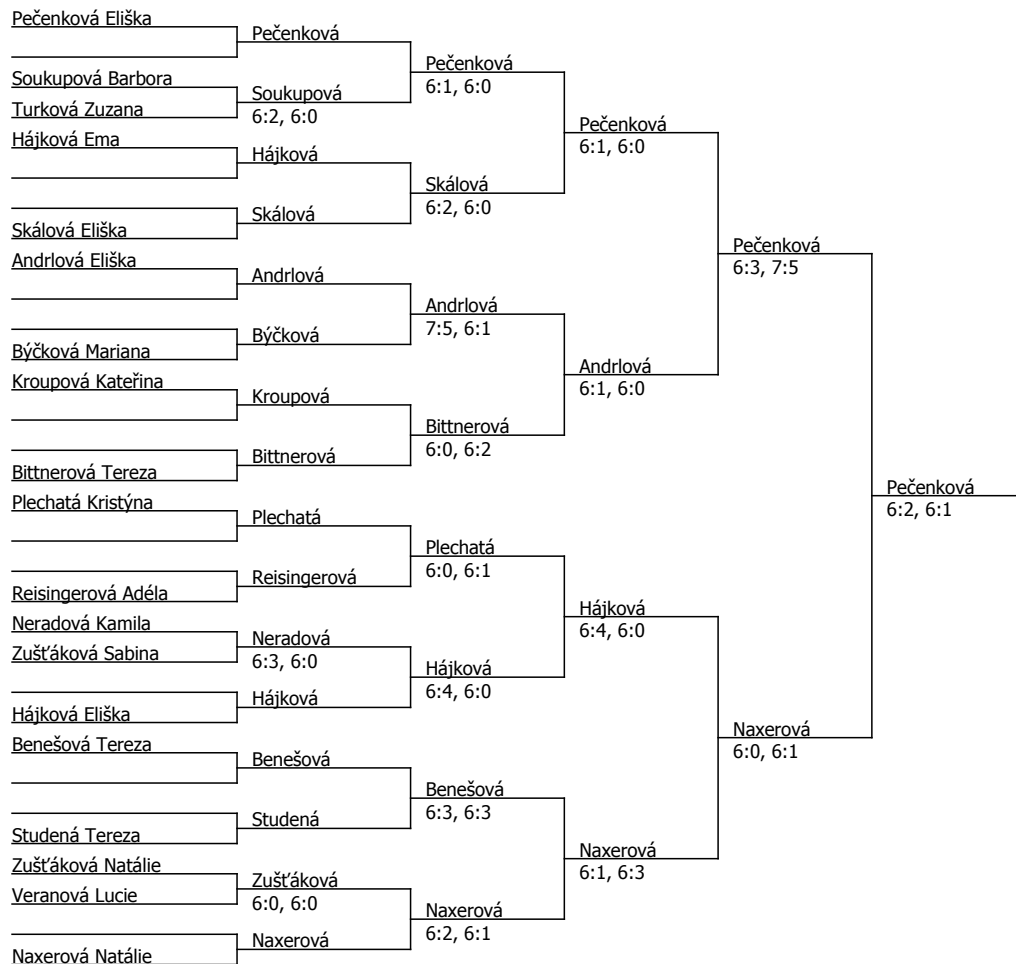 Pečenková Eliška
Pečenková
Pečenková
6:1, 6:0
Soukupová Barbora
Soukupová
6:2, 6:0
Turková Zuzana
Pečenková
6:1, 6:0
Hájková Ema
Hájková
Skálová
6:2, 6:0
Skálová
Skálová Eliška
Pečenková
6:3, 7:5
Andrlová Eliška
Andrlová
Andrlová
7:5, 6:1
Býčková
Býčková Mariana
Andrlová
6:1, 6:0
Kroupová Kateřina
Kroupová
Bittnerová
6:0, 6:2
Bittnerová
Bittnerová Tereza
Pečenková
6:2, 6:1
Plechatá Kristýna
Plechatá
Plechatá
6:0, 6:1
Reisingerová
Reisingerová Adéla
Hájková
6:4, 6:0
Neradová Kamila
Neradová
6:3, 6:0
Zušťáková Sabina
Hájková
6:4, 6:0
Hájková
Hájková Eliška
Naxerová
6:0, 6:1
Benešová Tereza
Benešová
Benešová
6:3, 6:3
Studená
Studená Tereza
Naxerová
6:1, 6:3
Zušťáková Natálie
Zušťáková
6:0, 6:0
Veranová Lucie
Naxerová
6:2, 6:1
Naxerová
Naxerová Natálie